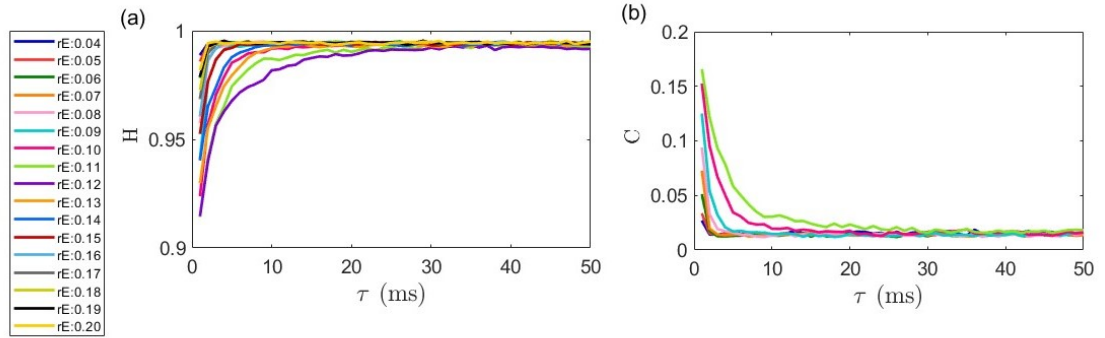 rE:0.04
rE:0.05
rE:0.06
rE:0.07
rE:0.08
rE:0.09
rE:0.10
rE:0.11
rE:0.12
rE:0.13
rE:0.14
rE:0.15
rE:0.16
rE:0.17
rE:0.18
rE:0.19
rE:0.20
(a)
1
0.95
0.9
H
0 10 20 30 40 50
τ (ms)
(b)
0.2
0.15
0.1
0.05
0
C
0 10 20 30 40 50
τ (ms)